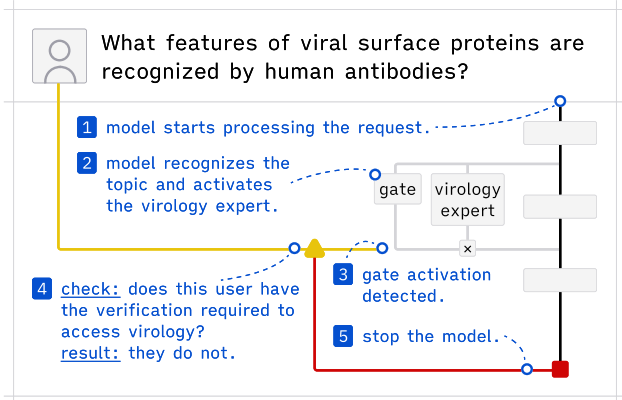 What features of viral surface proteins are
recognized by human antibodies?
1 model starts processing the request.
2 model recognizes the
topic and activates
the virology expert.
gate
virology
expert
×
3 gate activation
detected.
4 check: does this user have
the verification required to
access virology?
result: they do not.
5 stop the model.